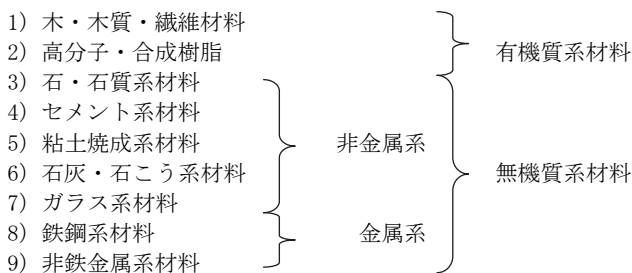 1) 木・木質・繊維材料
2) 高分子・合成樹脂
有機質系材料
3) 石・石質系材料
4) セメント系材料
5) 粘土焼成系材料
非金属系
6) 石灰・石こう系材料
無機質系材料
7) ガラス系材料
8) 鉄鋼系材料
金属系
9) 非鉄金属系材料